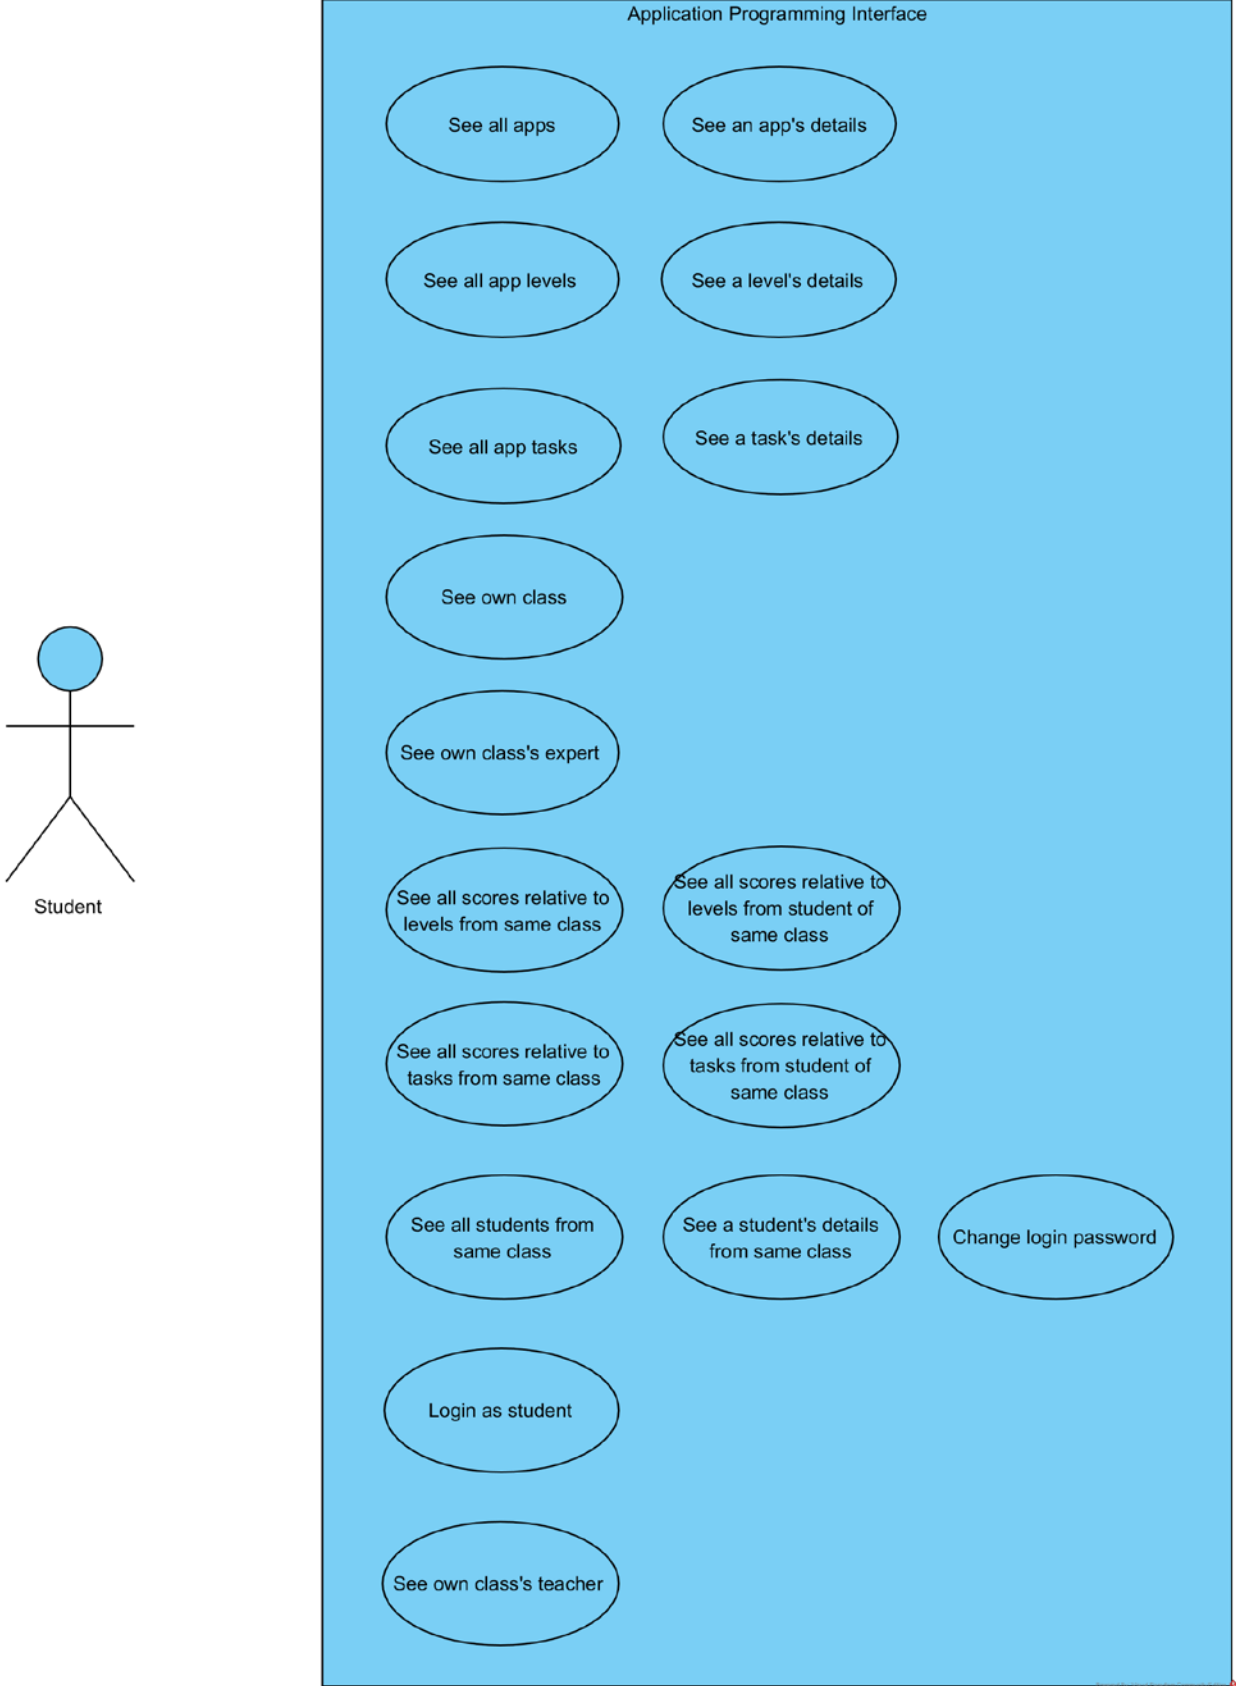 Application Programming Interface
See all apps
See an app's details
See all app levels
See a level's details
See all app tasks
See a task's details
See own class
See own class's expert
Student
See all scores relative to
levels from same class
See all scores relative to
levels from student of
same class
See all scores relative to
tasks from same class
See all scores relative to
tasks from student of
same class
See all students from
same class
See a student's details
from same class
Change login password
Login as student
See own class's teacher